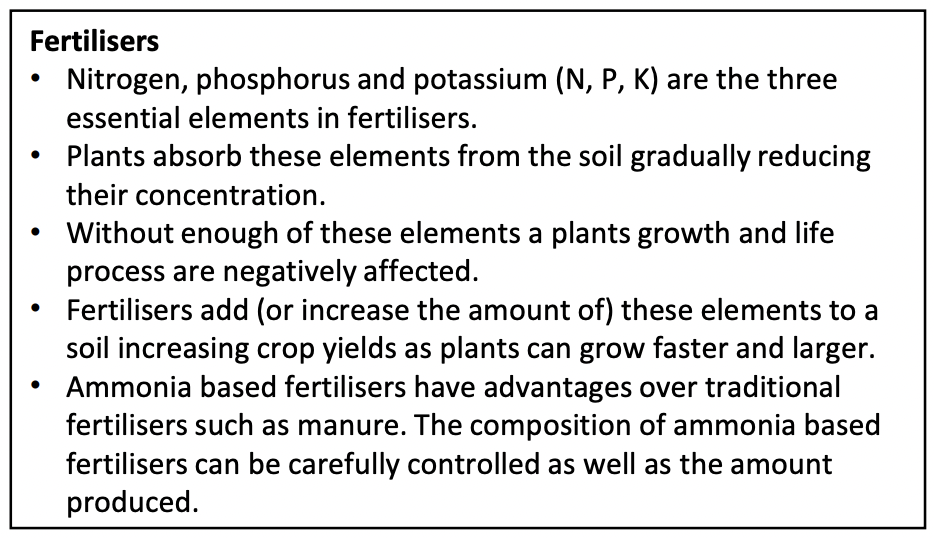 Fertilisers
• Nitrogen, phosphorus and potassium (N, P, K) are the three
essential elements in fertilisers.
• Plants absorb these elements from the soil gradually reducing
their concentration.
• Without enough of these elements a plants growth and life
process are negatively affected.
• Fertilisers add (or increase the amount of) these elements to a
soil increasing crop yields as plants can grow faster and larger.
• Ammonia based fertilisers have advantages over traditional
fertilisers such as manure. The composition of ammonia based
fertilisers can be carefully controlled as well as the amount
produced.